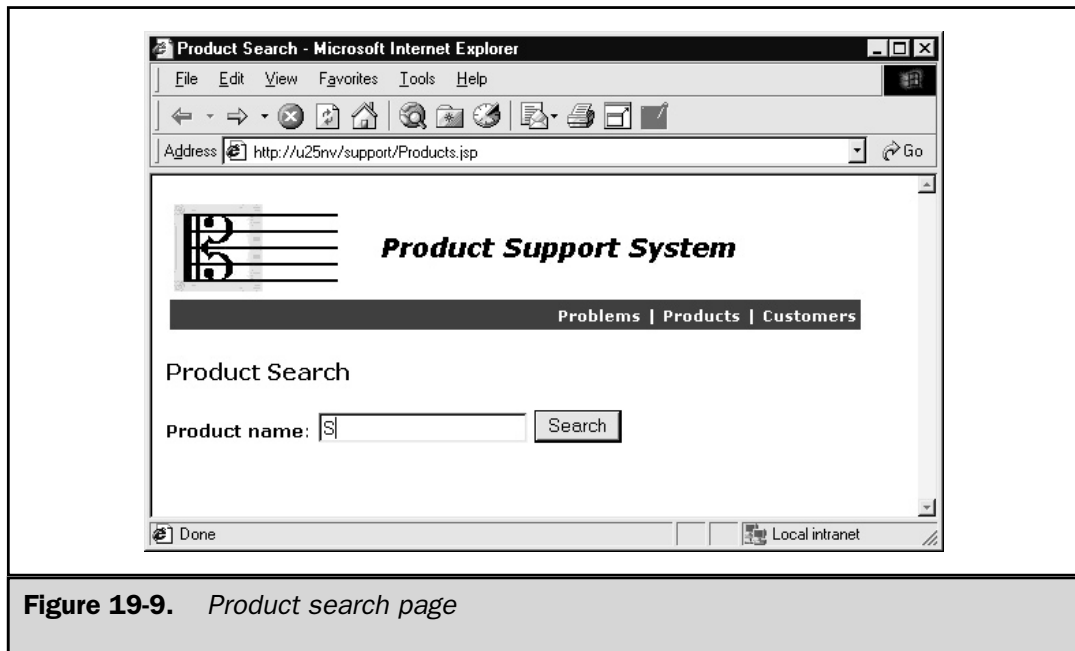 Product Search - Microsoft Internet Explorer
File Edit View Favorites Tools Help
Address http://u25nv/support/Products.jsp Go
Product Support System
Problems | Products | Customers
Product Search
Product name: S Search
Done Local intranet
Figure 19-9. Product search page